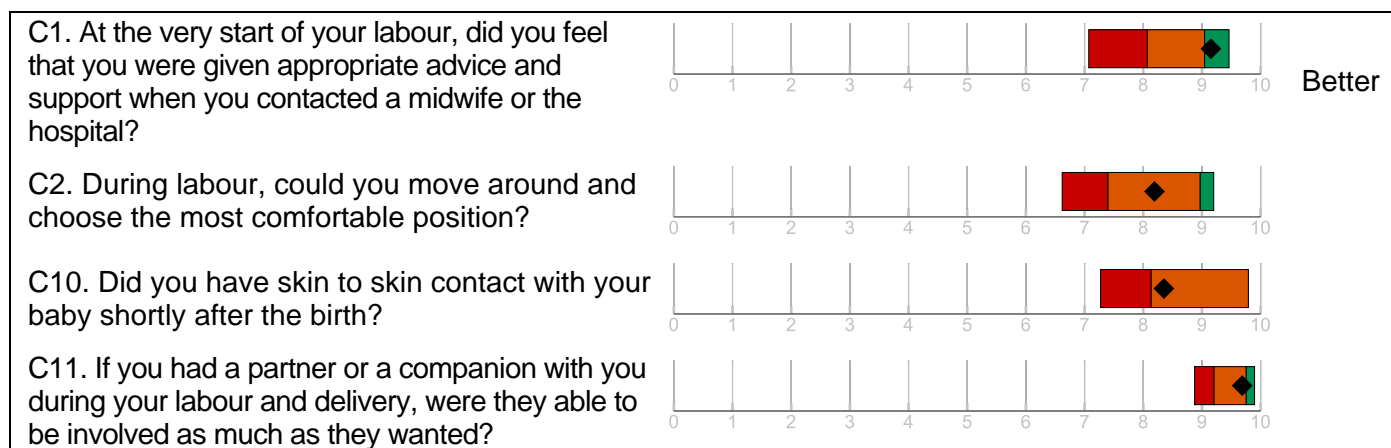 C1. At the very start of your labour, did you feel
that you were given appropriate advice and
support when you contacted a midwife or the
hospital?
0 1 2 3 4 5 6 7 8 9 10
Better
C2. During labour, could you move around and
choose the most comfortable position?
0 1 2 3 4 5 6 7 8 9 10
C10. Did you have skin to skin contact with your
baby shortly after the birth?
0 1 2 3 4 5 6 7 8 9 10
C11. If you had a partner or a companion with you
during your labour and delivery, were they able to
be involved as much as they wanted?
0 1 2 3 4 5 6 7 8 9 10